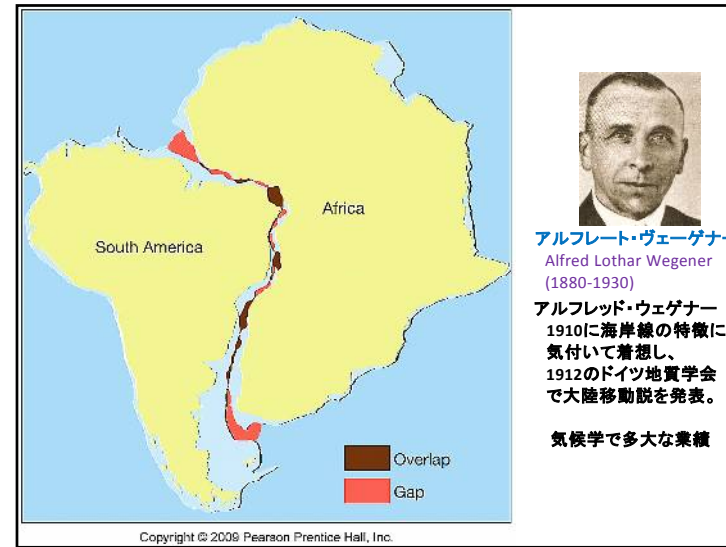 South America
Africa
Overlap
Gap
Copyright © 2009 Pearson Prentice Hall, Inc.
アルフレート・ヴェーゲナー
Alfred Lothar Wegener
(1880-1930)
アルフレッド・ウェゲナー
1910に海岸線の特徴に
気付いて着想し、
1912のドイツ地質学会
で大陸移動説を発表。
気候学で多大な業績